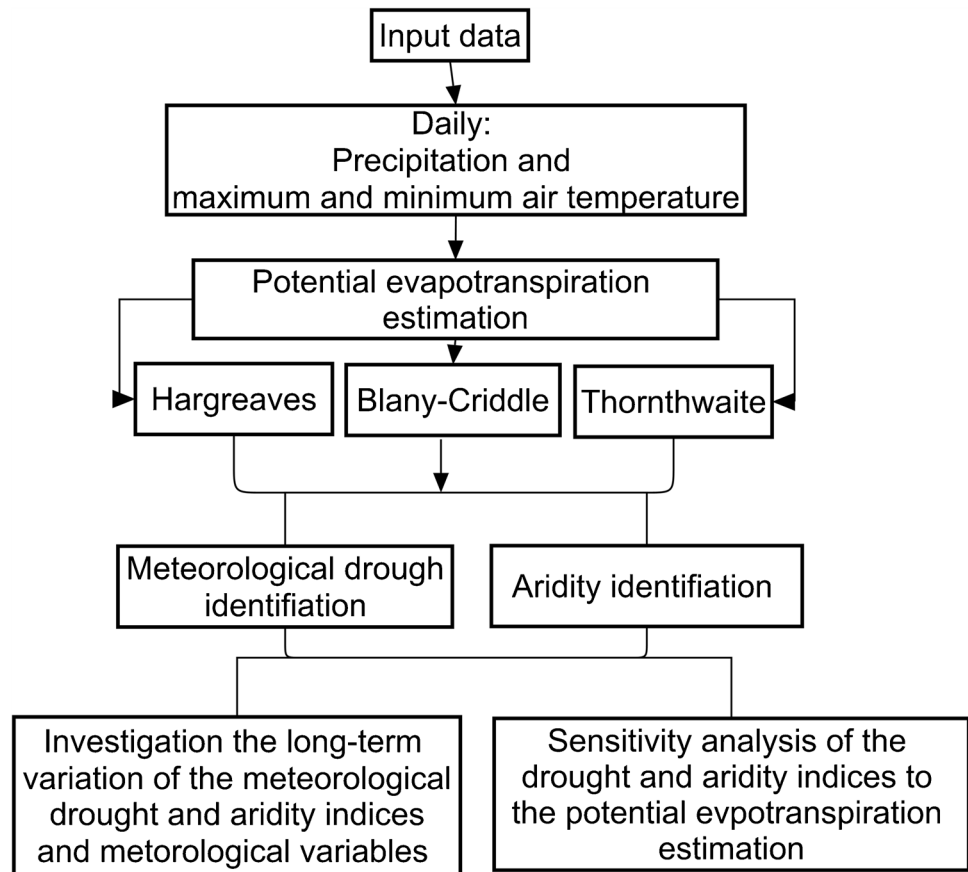 Input data
Daily:
Precipitation and
maximum and minimum air temperature
Potential evapotranspiration
estimation
Hargreaves
Blany-Criddle
Thornthwaite
Meteorological drough
identifiation
Aridity identifiation
Investigation the long-term
variation of the meteorological
drought and aridity indices
and metorological variables
Sensitivity analysis of the
drought and aridity indices to
the potential evpotranspiration
estimation